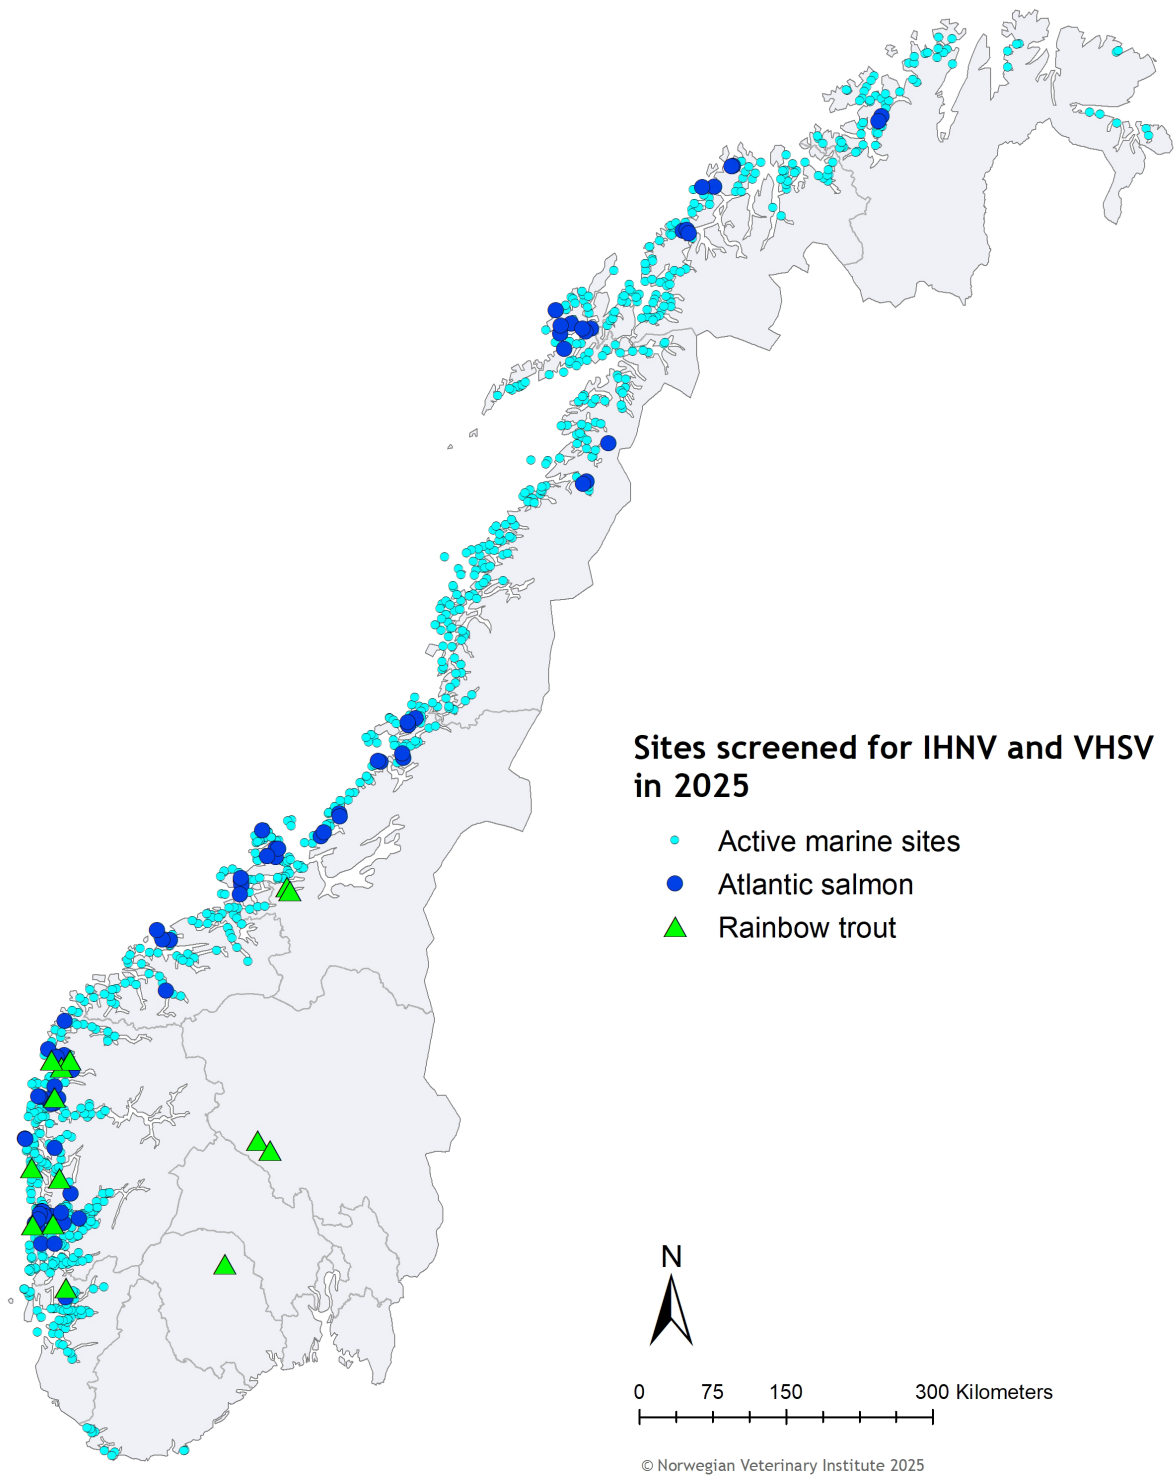 Sites screened for IHNV and VHSV
in 2025
Active marine sites
Atlantic salmon
Rainbow trout
N
0 75 150 300 Kilometers
© Norwegian Veterinary Institute 2025